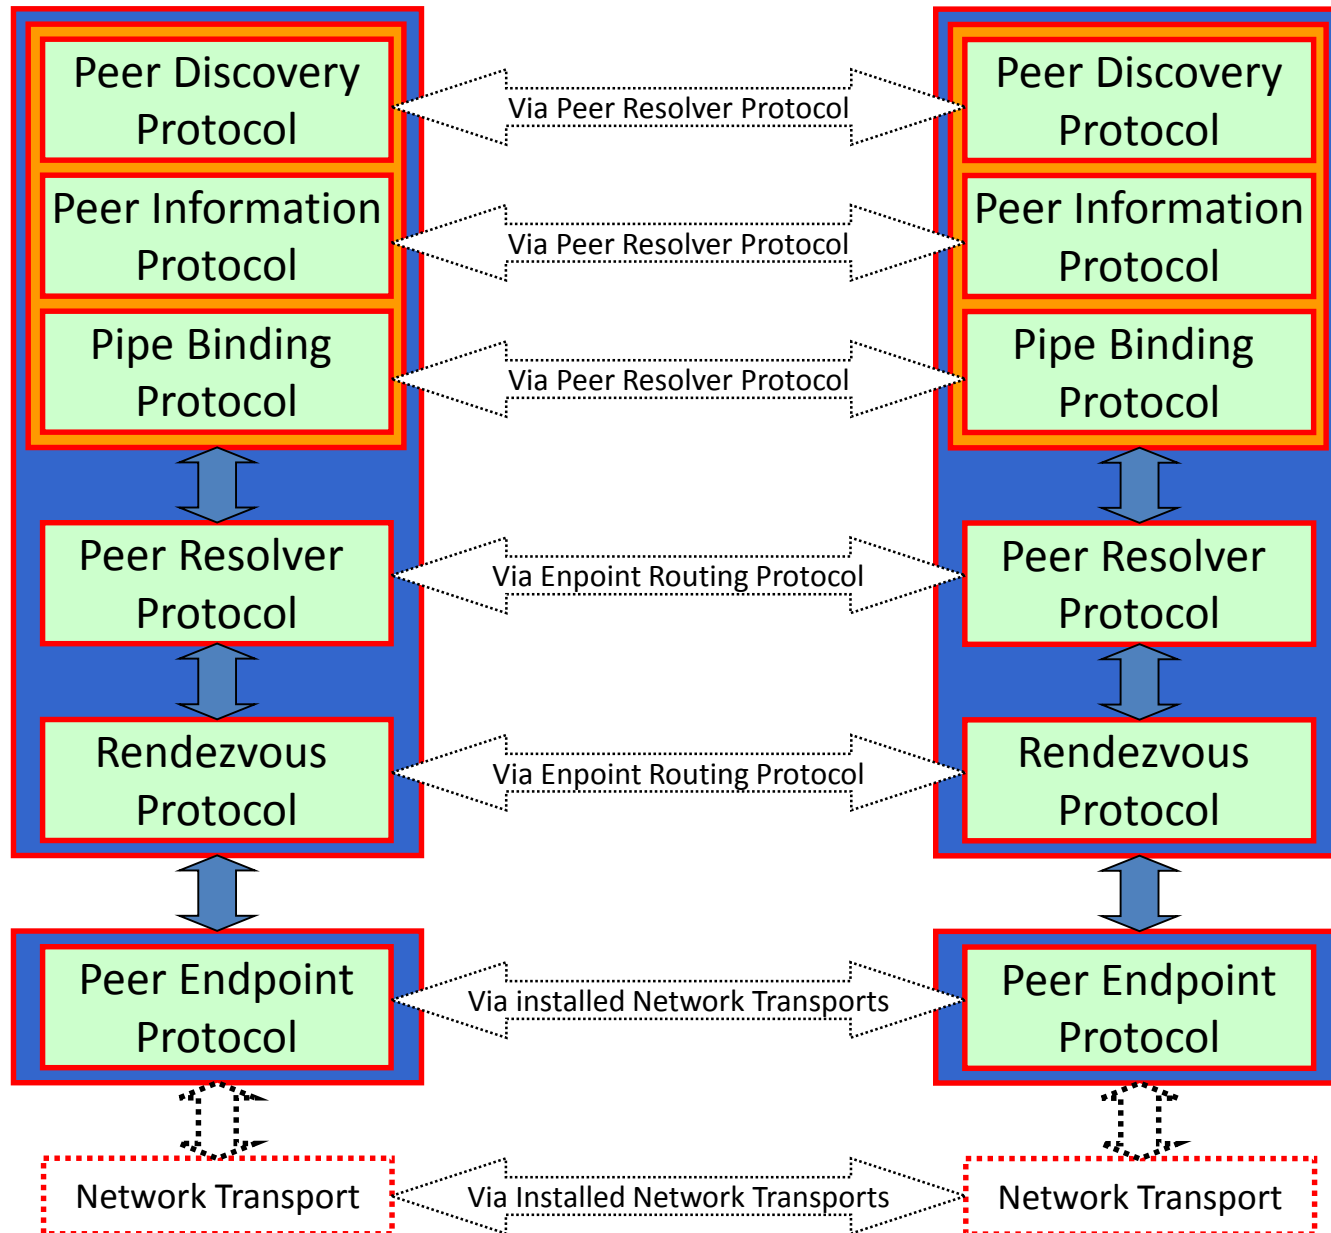 Peer Discovery
Protocol
Via Peer Resolver Protocol
Peer Discovery
Protocol
Peer Information
Protocol
Via Peer Resolver Protocol
Peer Information
Protocol
Pipe Binding
Protocol
Via Peer Resolver Protocol
Pipe Binding
Protocol
Peer Resolver
Protocol
Via Enpoint Routing Protocol
Peer Resolver
Protocol
Rendezvous
Protocol
Via Enpoint Routing Protocol
Rendezvous
Protocol
Peer Endpoint
Protocol
Via installed Network Transports
Peer Endpoint
Protocol
Network Transport
Via Installed Network Transports
Network Transport